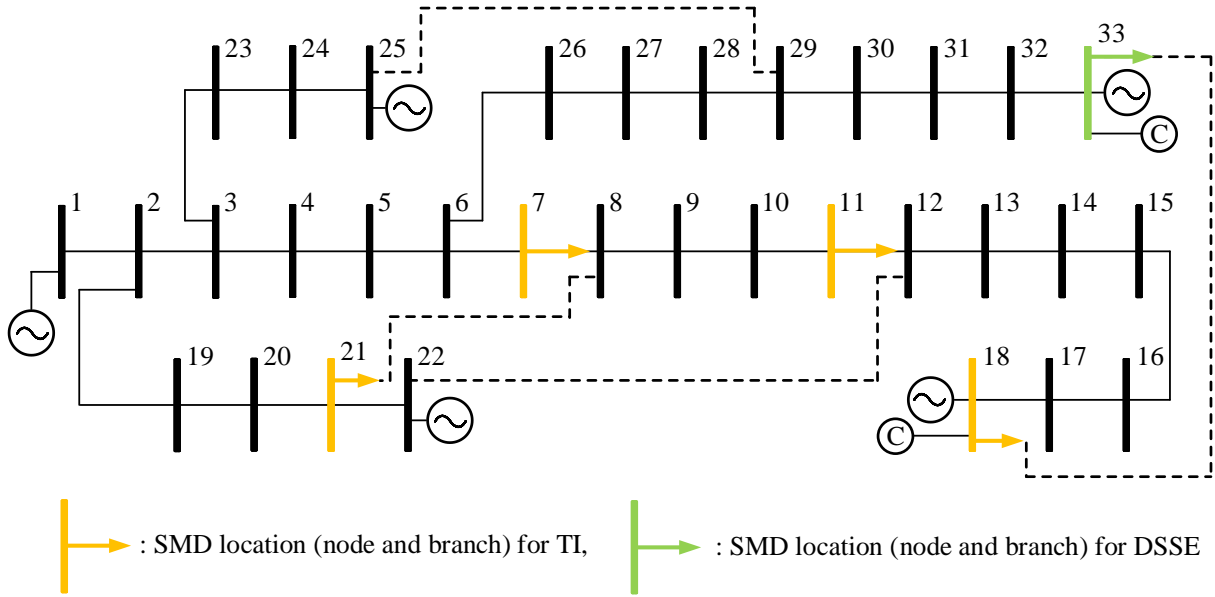 23 24 25 26 27 28 29 30 31 32 33
C
1 2 3 4 5 6 7 8 9 10 11 12 13 14 15
19 20 21 22 18 17 16
C
: SMD location (node and branch) for TI,
: SMD location (node and branch) for DSSE